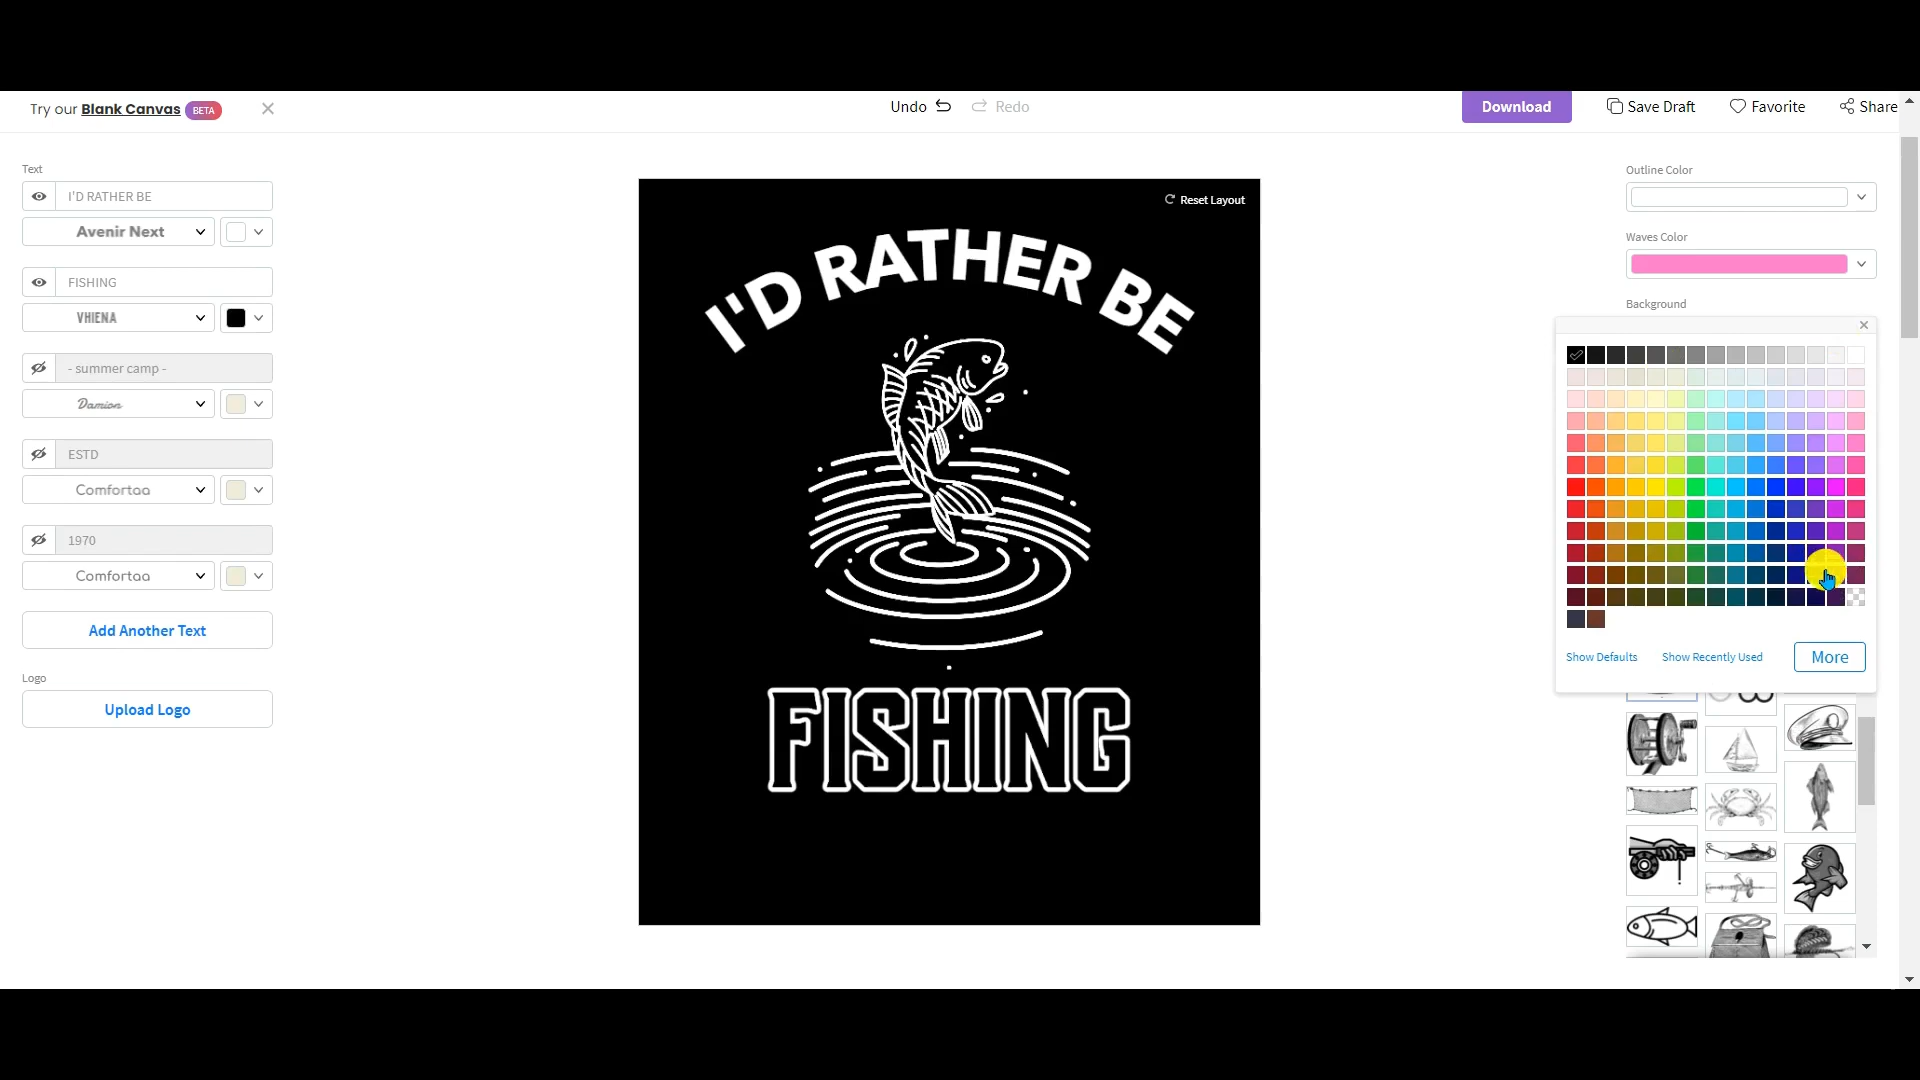 Try our Blank Canvas BETA
Undo
Redo
Download
Save Draft
Favorite
Share
Text
I'D RATHER BE
Avenir Next
FISHING
VHIENA
- summer camp -
Damion
ESTD
Comfortaa
1970
Comfortaa
Add Another Text
Logo
Upload Logo
Reset Layout
I'D RATHER BE
FISHING
Outline Color
Waves Color
Background
Show Defaults
Show Recently Used
More